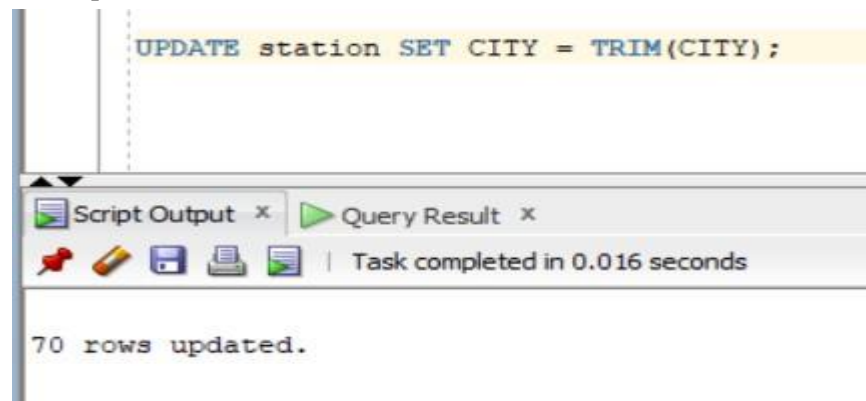 UPDATE station SET CITY = TRIM(CITY);
Script Output × Query Result ×
Task completed in 0.016 seconds
70 rows updated.